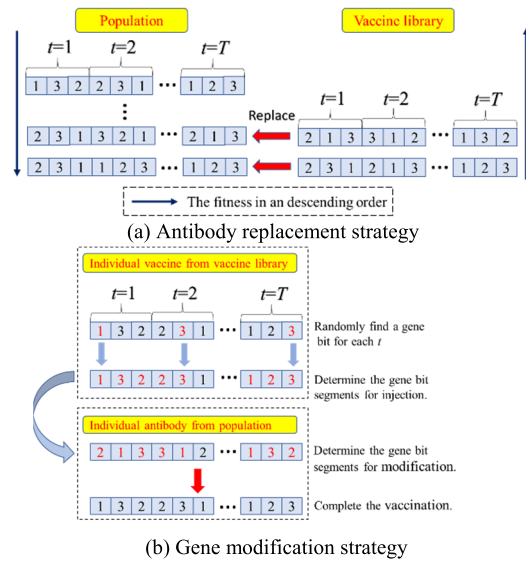 Population
Vaccine library
t=1 t=2 t=T
1 3 2 2 3 1 ••• 1 2 3
t=1 t=2 t=T
Replace
2 3 1 3 2 1 ••• 2 1 3
2 1 3 3 1 2 ••• 1 3 2
2 3 1 1 2 3 ••• 1 2 3
2 3 1 2 1 3 ••• 1 2 3
The fitness in an descending order
(a) Antibody replacement strategy
Individual vaccine from vaccine library
t=1 t=2 t=T
1 3 2 2 3 1 ••• 1 2 3
Randomly find a gene
bit for each t
1 3 2 2 3 1 ••• 1 2 3
Determine the gene bit
segments for injection.
Individual antibody from population
2 1 3 3 1 2 ••• 1 3 2
Determine the gene bit
segments for modification.
1 3 2 2 3 1 ••• 1 2 3
Complete the vaccination.
(b) Gene modification strategy